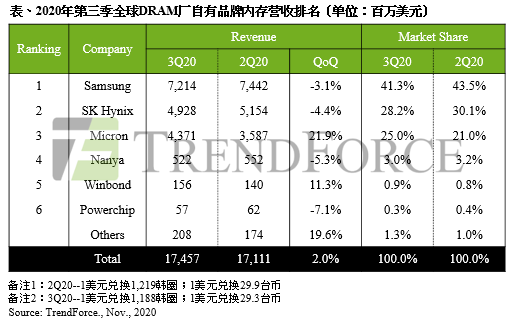 表、2020年第三季全球DRAM厂自有品牌内存营收排名〔单位：百万美元〕
Ranking Company Revenue Market Share
3Q20 2Q20 QoQ 3Q20 2Q20
1 Samsung 7,214 7,442 -3.1% 41.3% 43.5%
2 SK Hynix 4,928 5,154 -4.4% 28.2% 30.1%
3 Micron 4,371 3,587 21.9% 25.0% 21.0%
4 Nanya 522 552 -5.3% 3.0% 3.2%
5 Winbond 156 140 11.3% 0.9% 0.8%
6 Powerchip 57 62 -7.1% 0.3% 0.4%
Others 208 174 19.6% 1.3% 1.0%
Total 17,457 17,111 2.0% 100.0% 100.0%
TRENDFORCE
备注1：2Q20--1美元兑换1,219韩圜；1美元兑换29.9台币
备注2：3Q20--1美元兑换1,188韩圜；1美元兑换29.3台币
Source: TrendForce., Nov., 2020